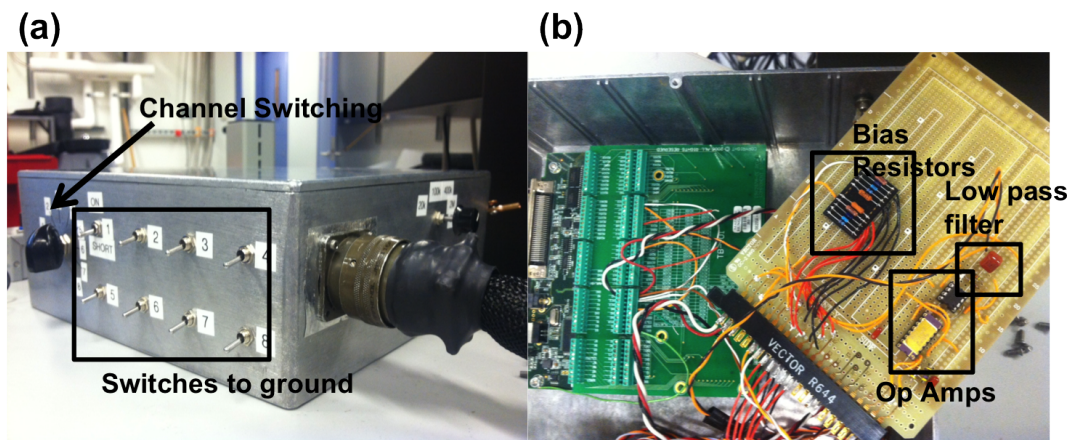 (a)
(b)
Channel Switching
ON
1
SHORT
2
3
4
5
6
7
8
Switches to ground
Bias
Resistors
Low pass
filter
Op Amps
VECTOR R644